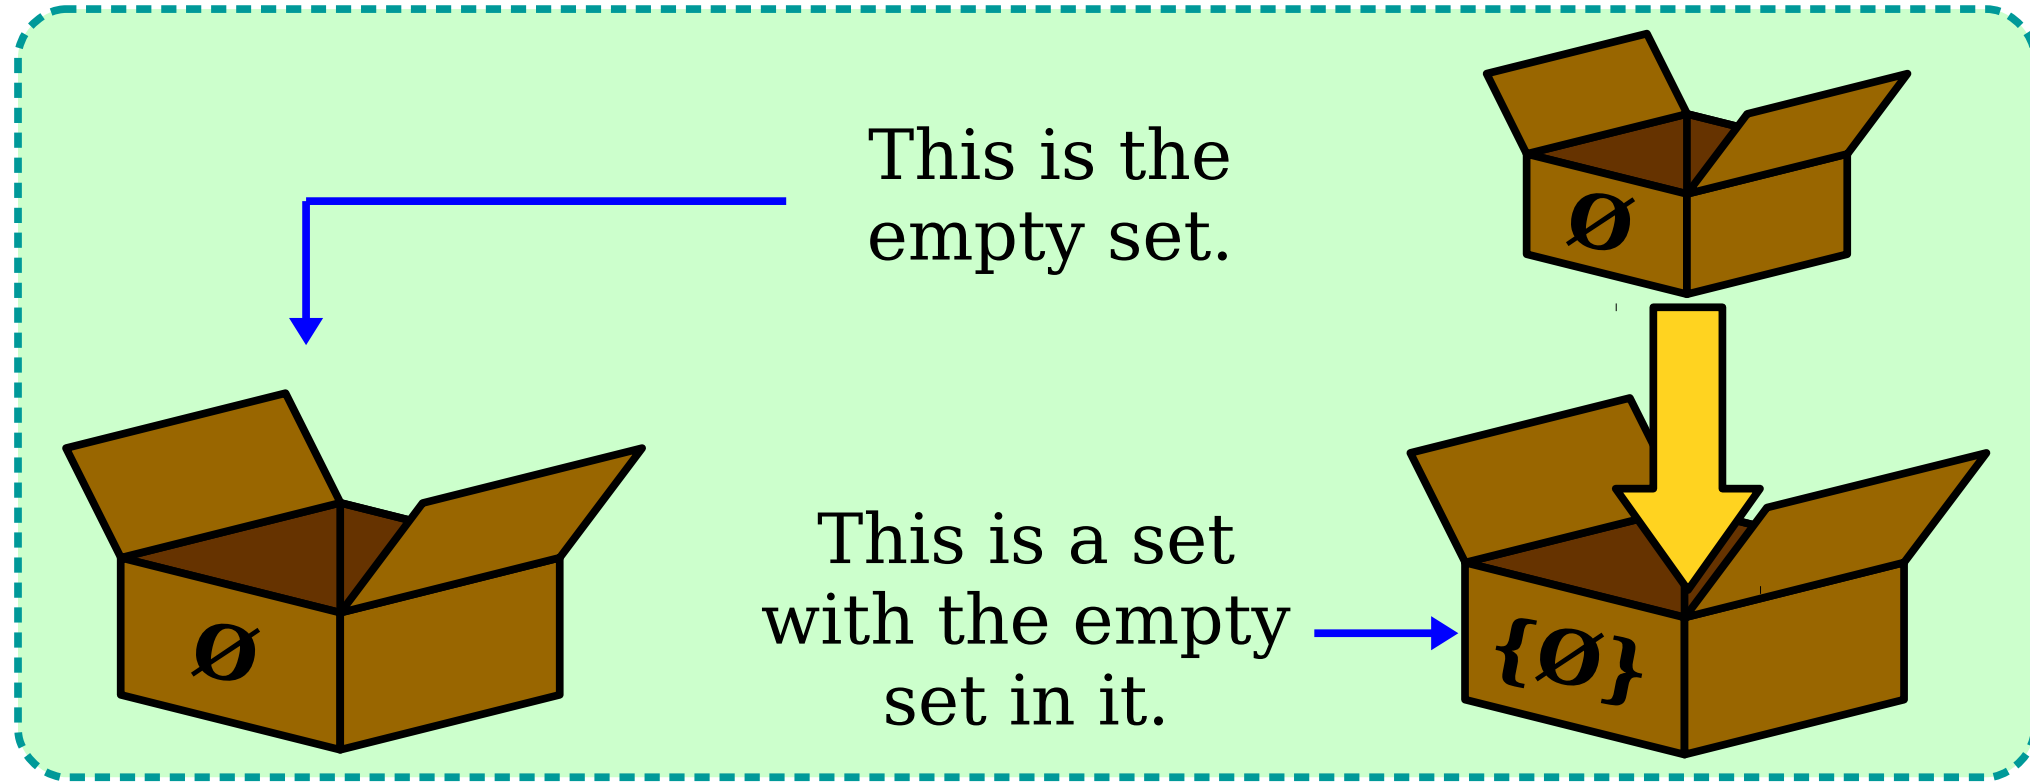 This is the
empty set.
Ø
Ø
This is a set
with the empty
set in it.
{Ø}